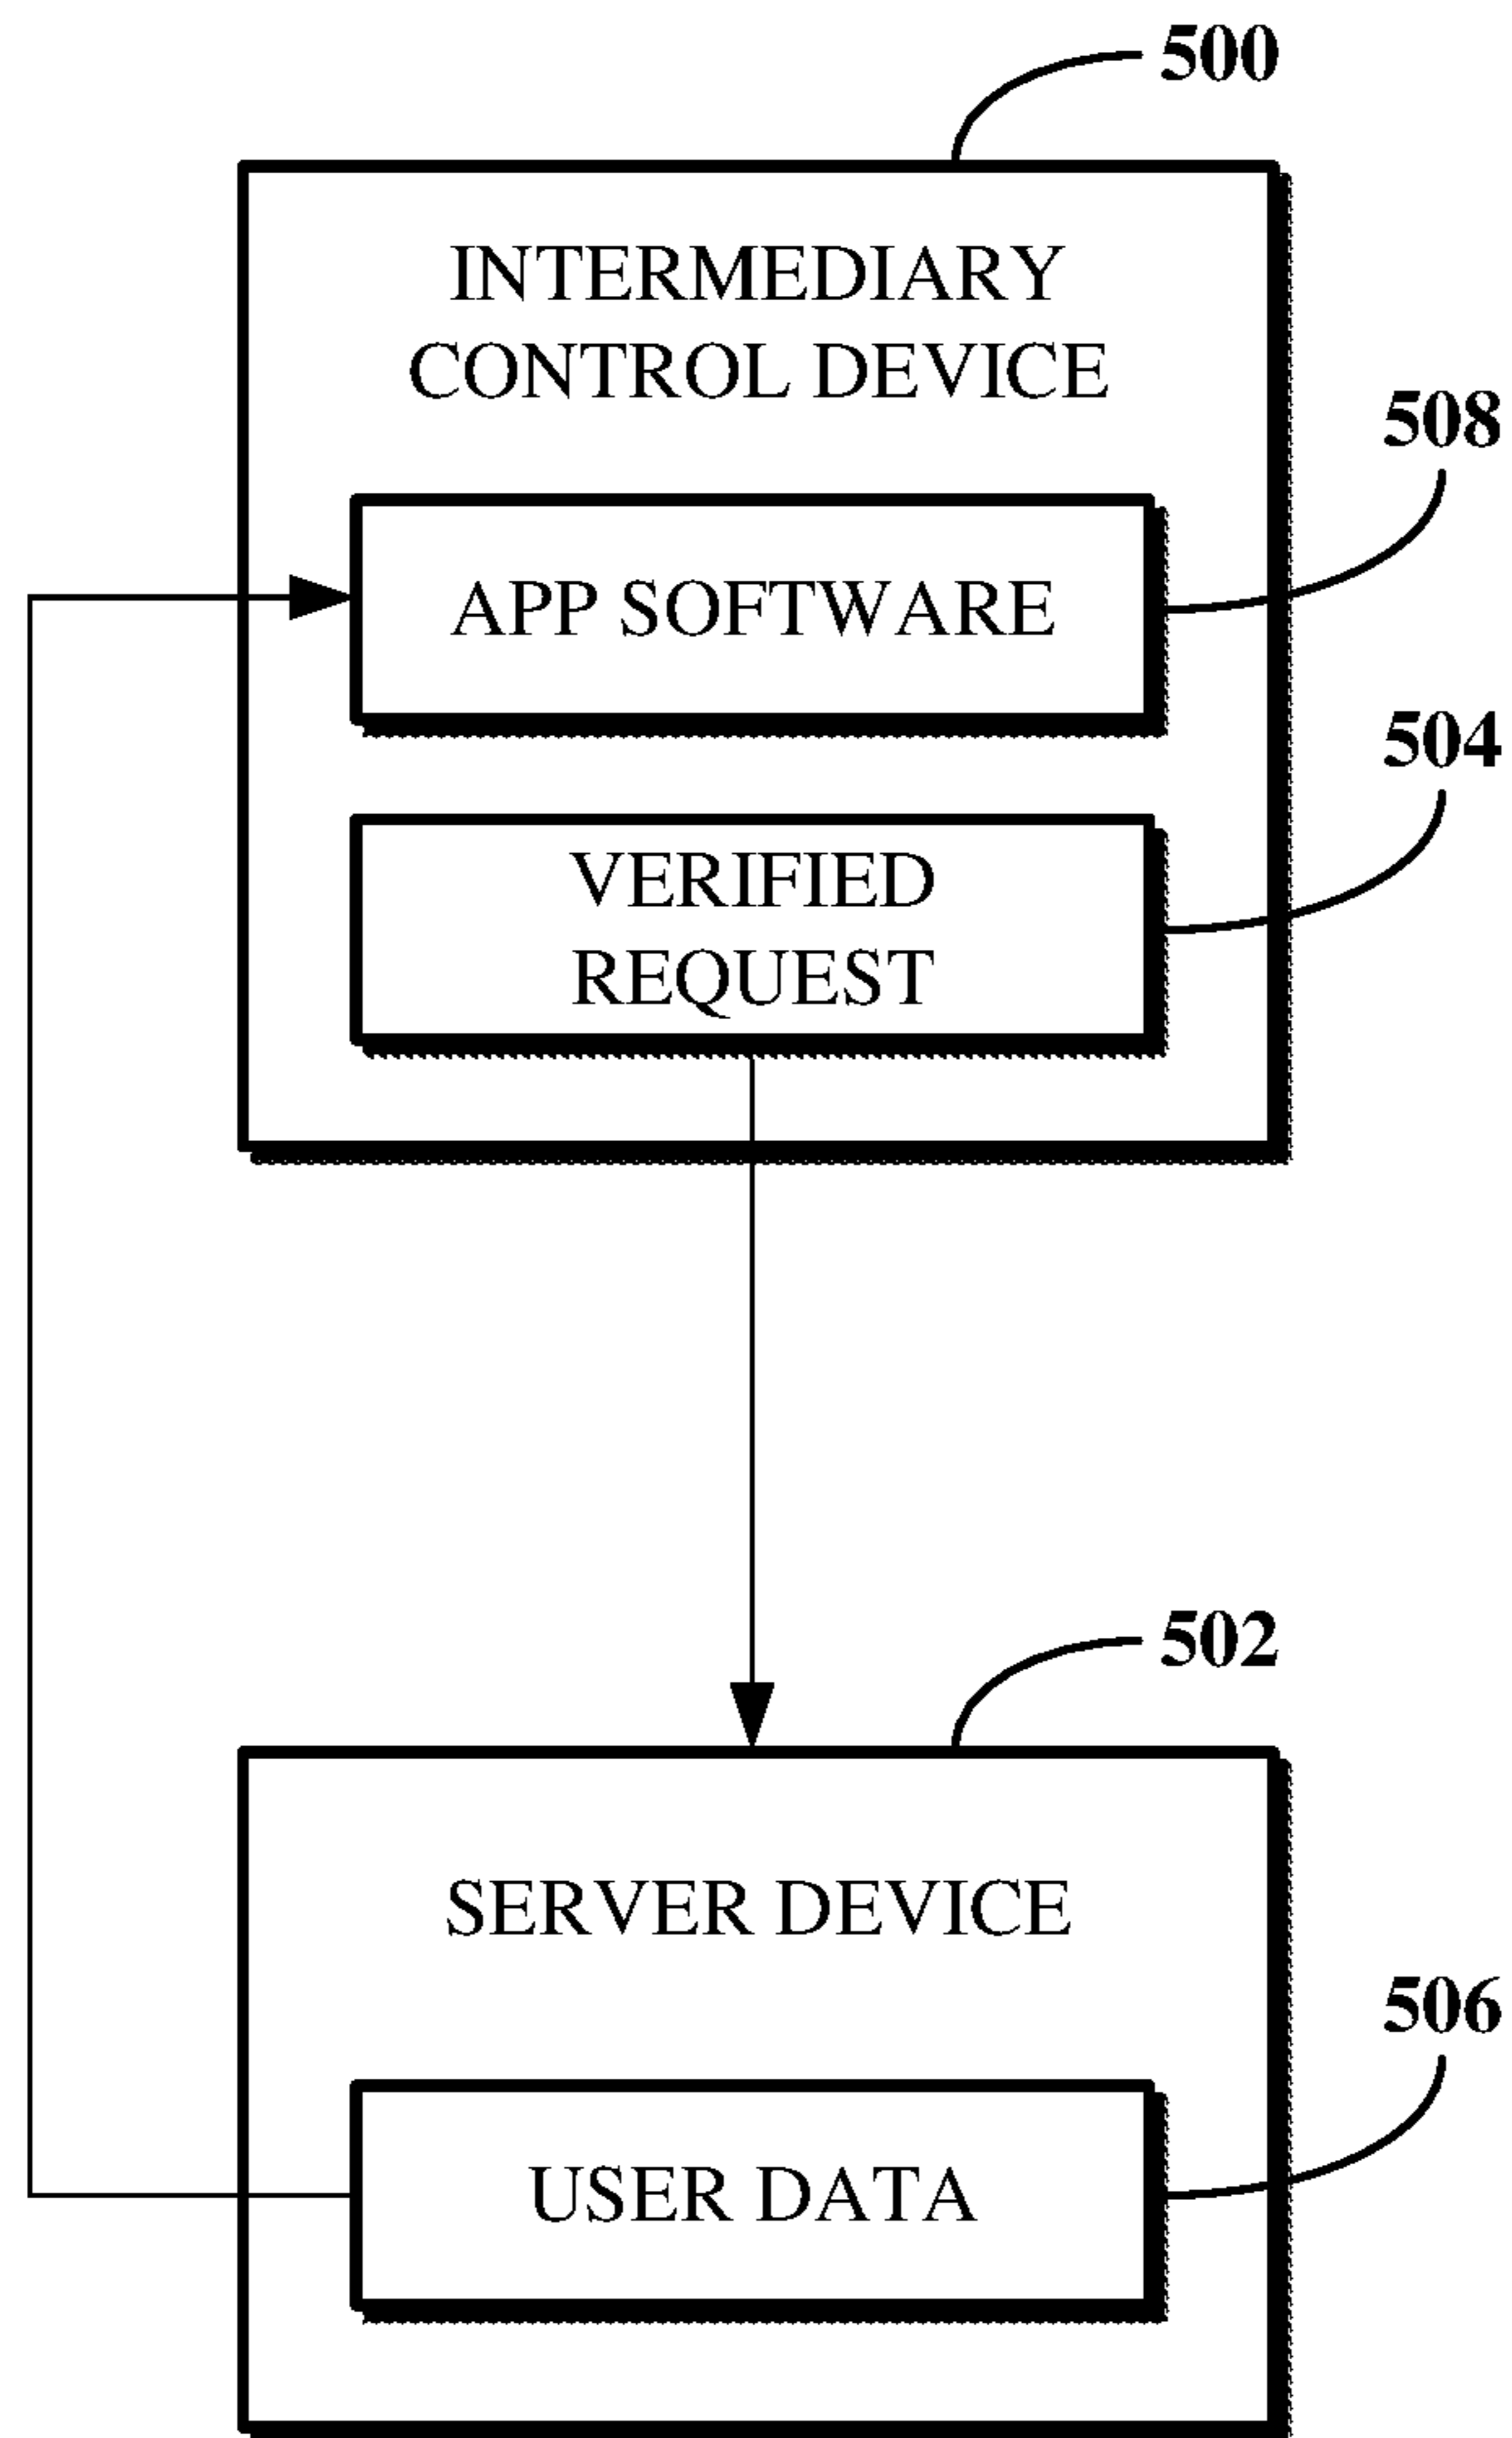 500
INTERMEDIARY
CONTROL DEVICE
508
APP SOFTWARE
504
VERIFIED
REQUEST
502
SERVER DEVICE
506
USER DATA